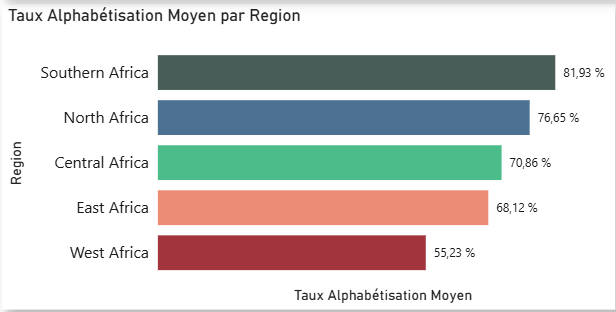 Taux Alphabétisation Moyen par Region
Region
Southern Africa 81,93 %
North Africa 76,65 %
Central Africa 70,86 %
East Africa 68,12 %
West Africa 55,23 %
Taux Alphabétisation Moyen